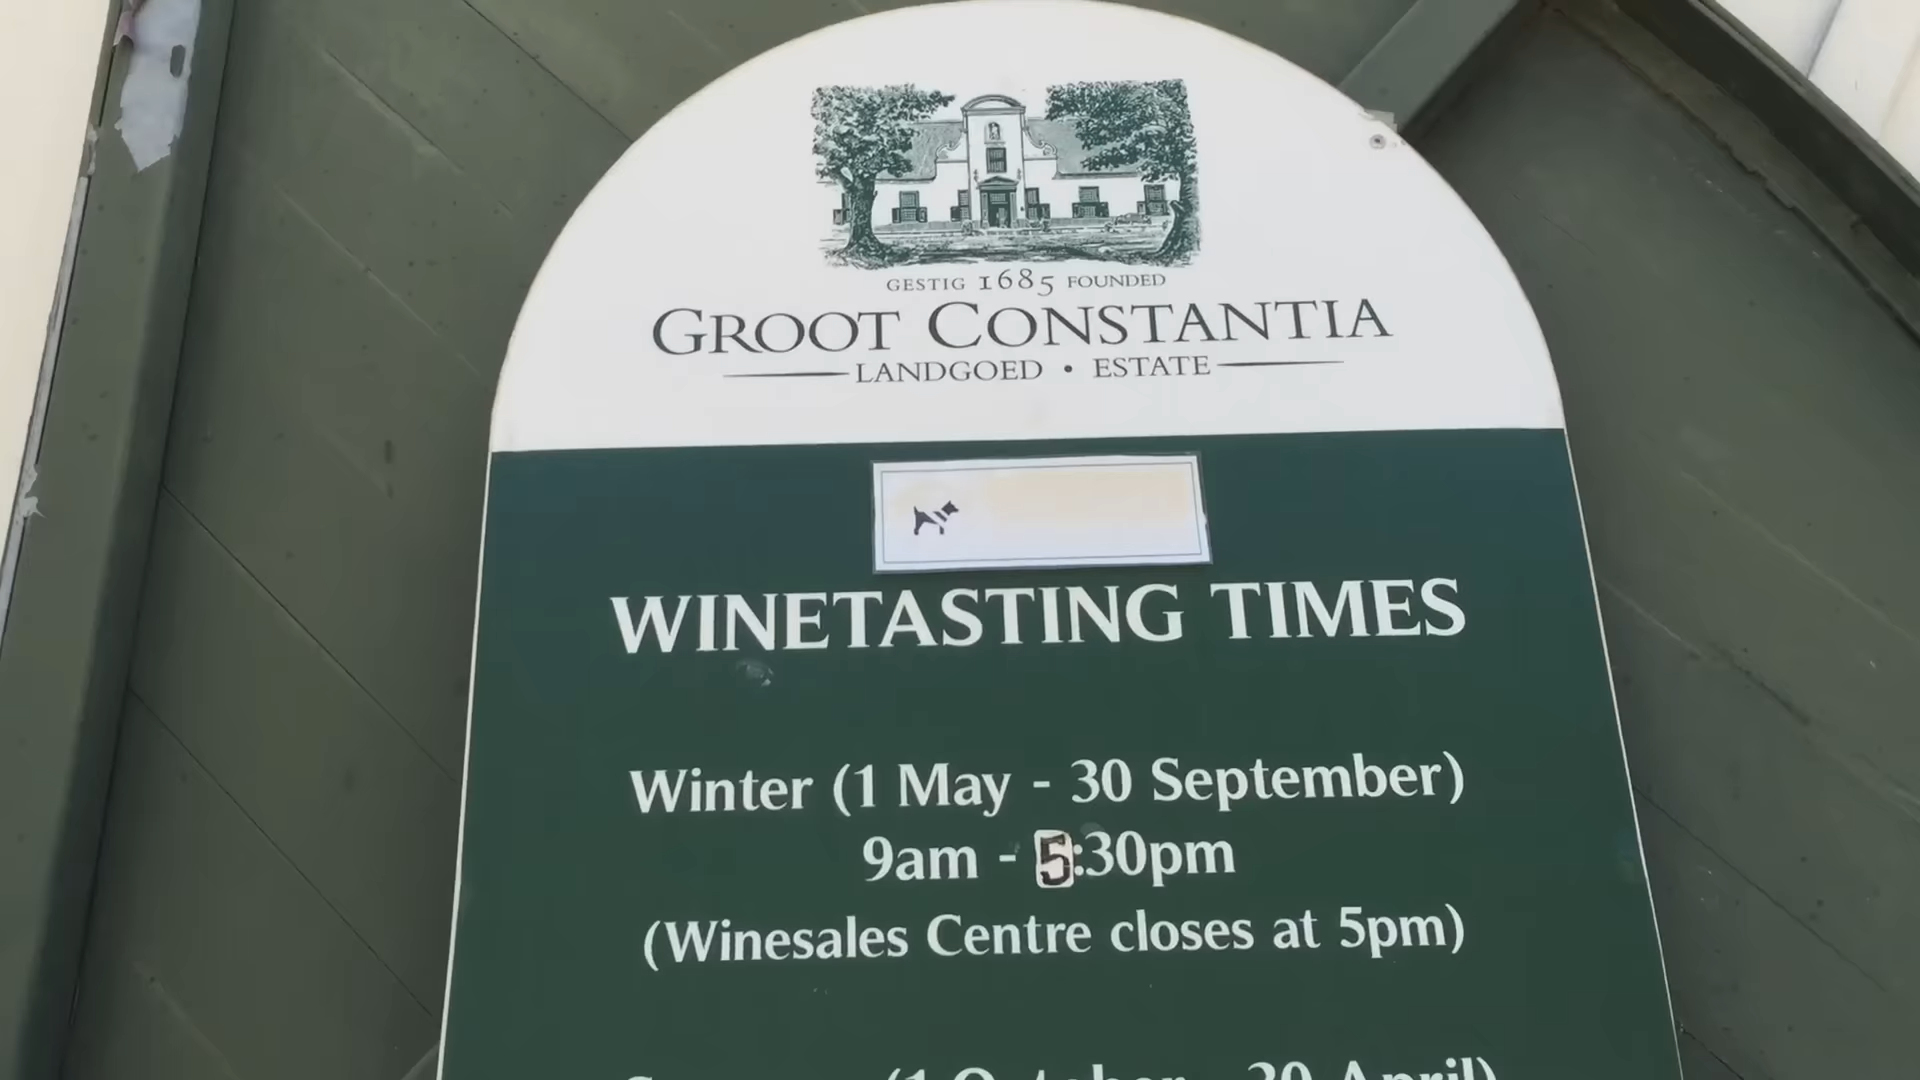 GESTIG 1685 FOUNDED
GROOT CONSTANTIA
LANDGOED • ESTATE
WINETASTING TIMES
Winter (1 May - 30 September)
9am - 5:30pm
(Winesales Centre closes at 5pm)
(1 October - 30 April)